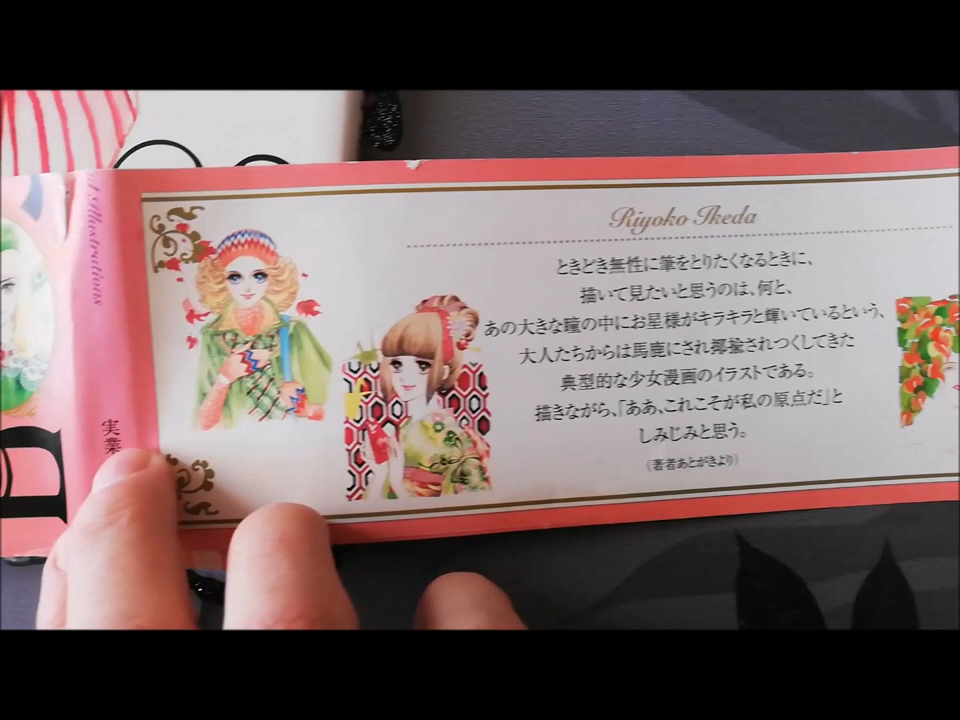 's Illustrations
実業
Riyoko Ikeda
ときどき無性に筆をとりたくなるときに、
描いて見たいと思うのは、何と、
あの大きな瞳の中にお星様がキラキラと輝いているという、
大人たちからは馬鹿にされ揶揄されつくしてきた
典型的な少女漫画のイラストである。
描きながら、「ああ、これこそが私の原点だ」と
しみじみと思う。
(著者あとがきより)